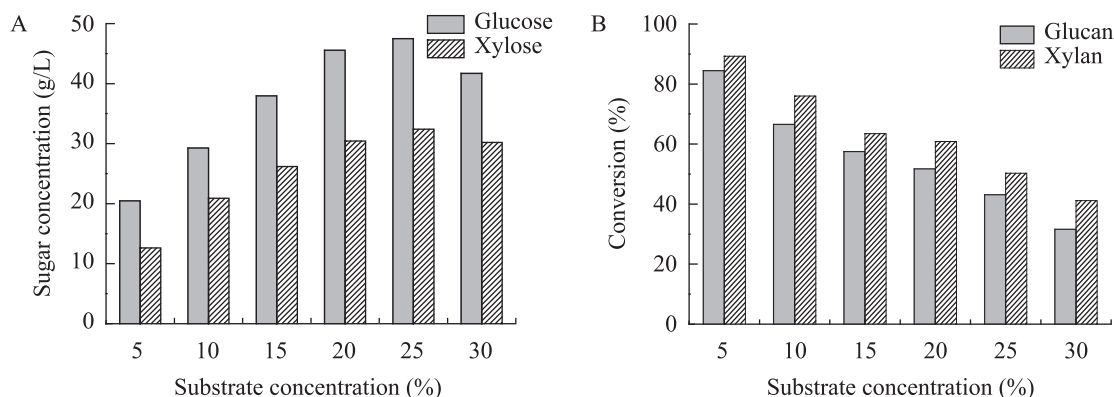 A
Sugar concentration (g/L)
50
40
30
20
10
0
Glucose
Xylose
5 10 15 20 25 30
Substrate concentration (%)
B
Conversion (%)
100
80
60
40
20
0
Glucan
Xylan
5 10 15 20 25 30
Substrate concentration (%)